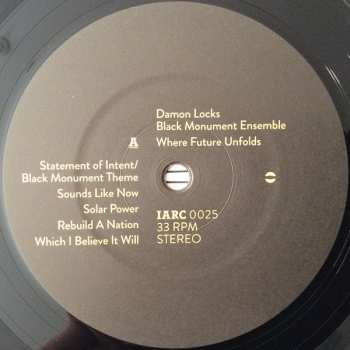 Damon Locks
Black Monument Ensemble
A
Where Future Unfolds
Statement of Intent/
Black Monument Theme
Sounds Like Now
Solar Power
Rebuild A Nation
Which I Believe It Will
IARC 0025
33 RPM
STEREO